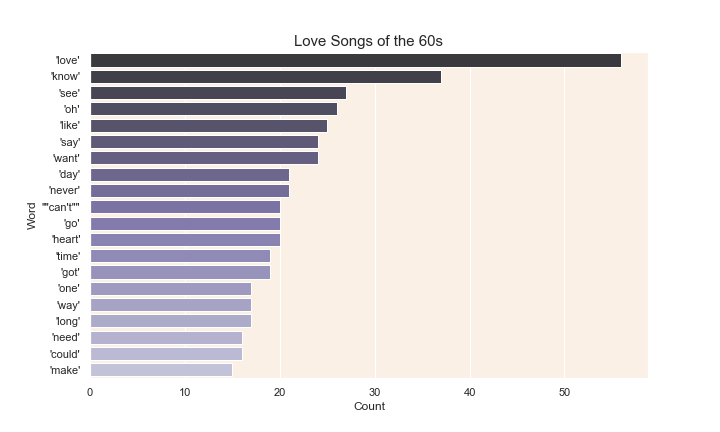 Love Songs of the 60s
Word
'love'
'know'
'see'
'oh'
'like'
'say'
'want'
'day'
'never'
'"can't"'
'go'
'heart'
'time'
'got'
'one'
'way'
'long'
'need'
'could'
'make'
0 10 20 30 40 50
Count